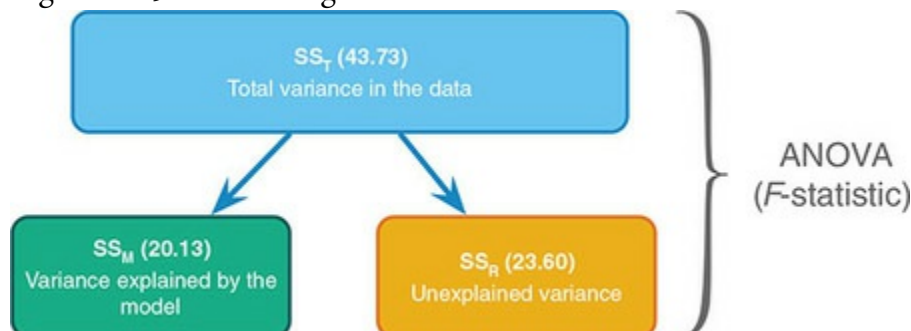 SS_T (43.73)
Total variance in the data
ANOVA
(F-statistic)
SS_M (20.13)
Variance explained by the
model
SS_R (23.60)
Unexplained variance